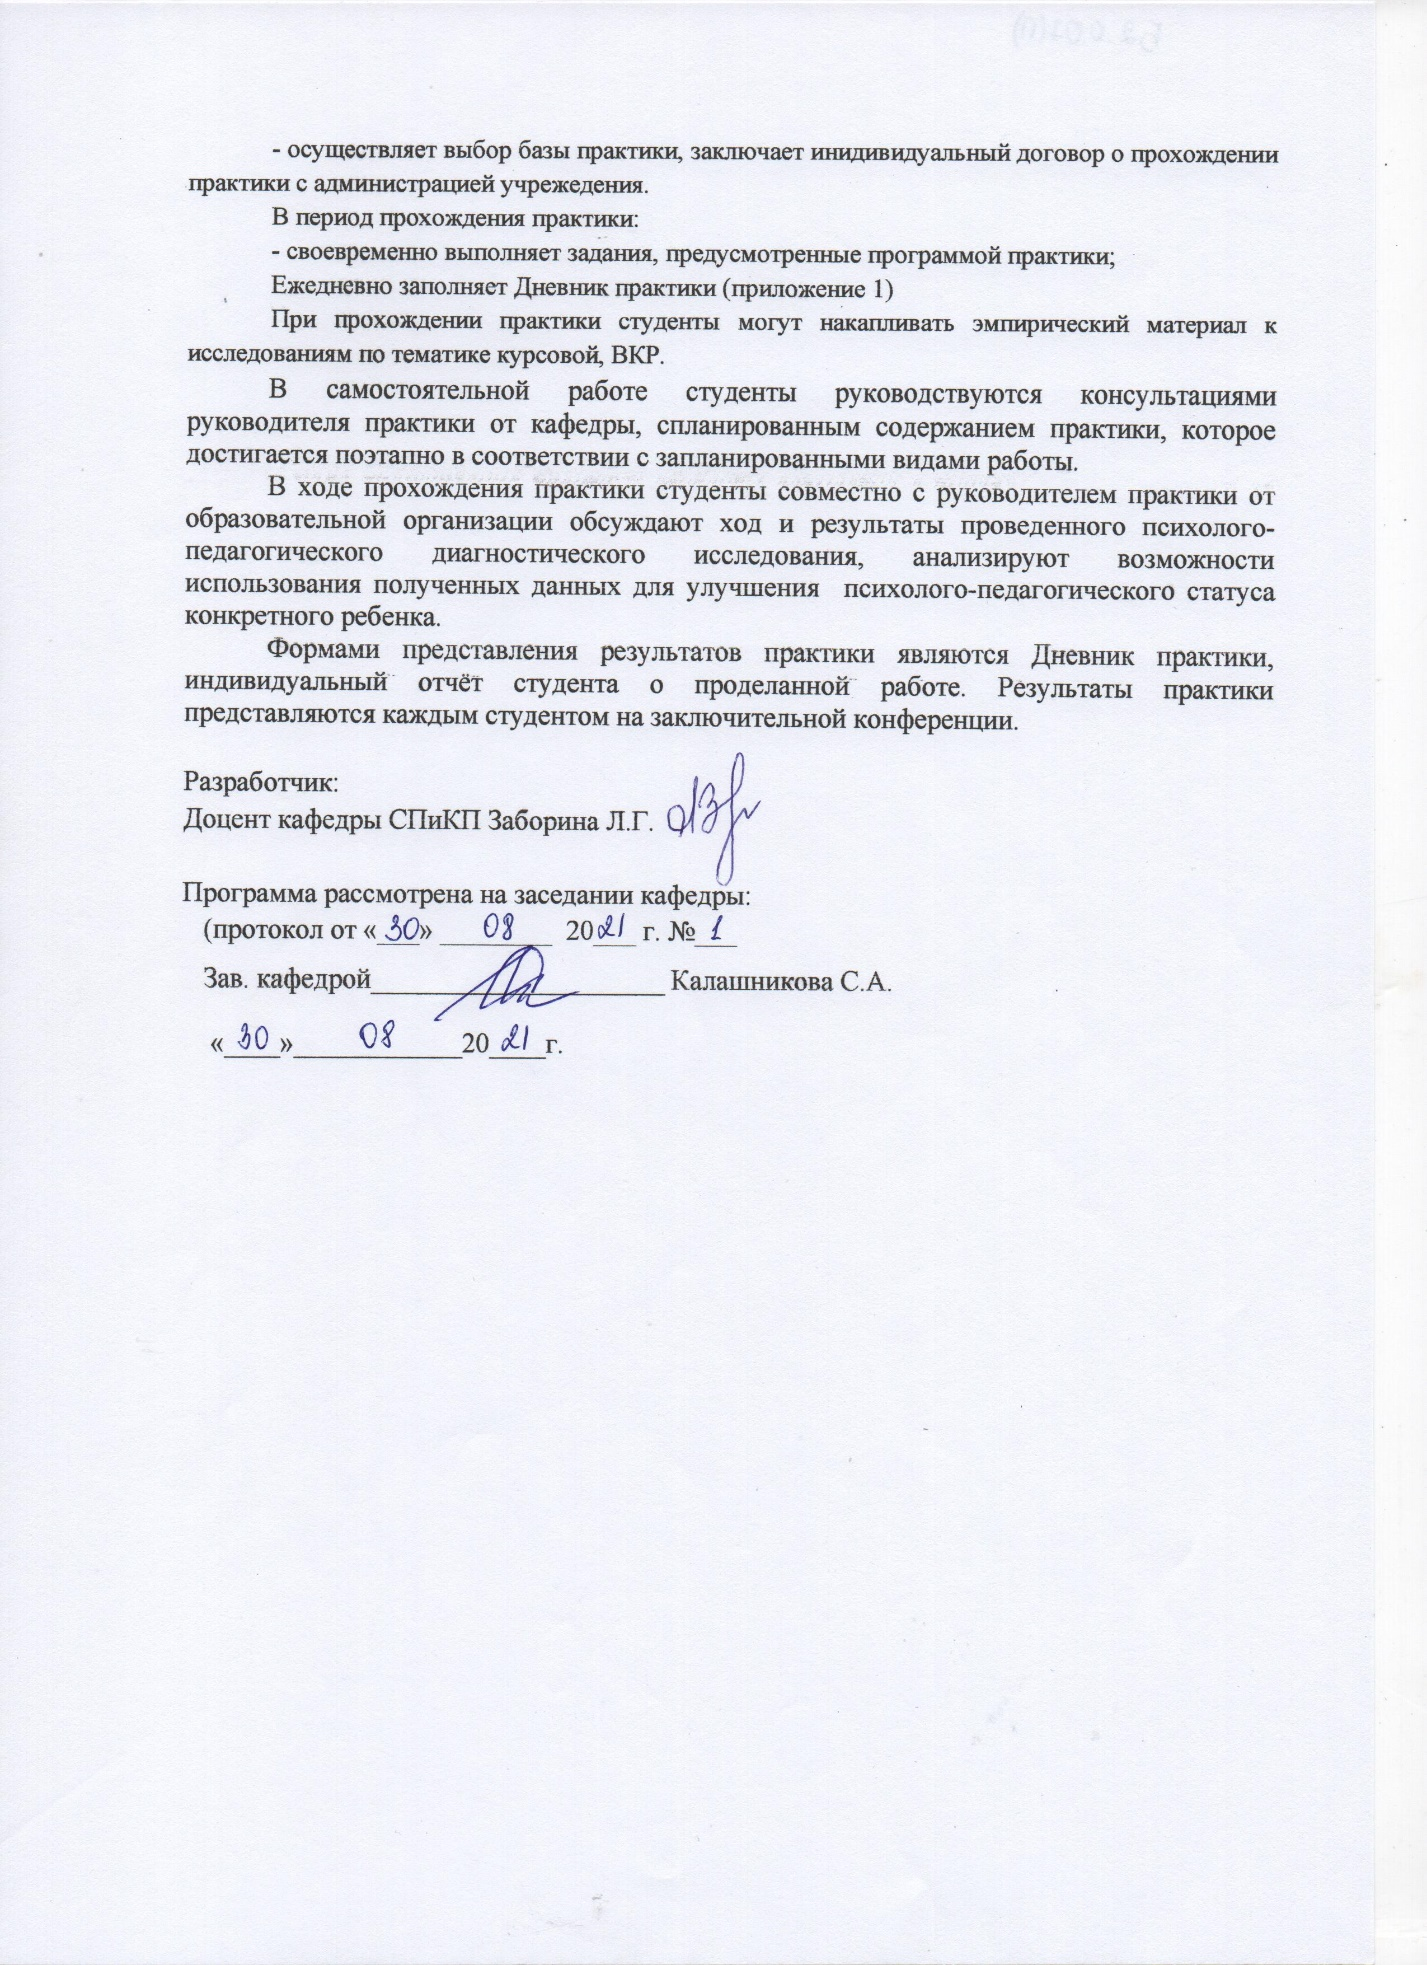 - осуществляет выбор базы практики, заключает инидивидуальный договор о прохождении
практики с администрацией учрежедения.
В период прохождения практики:
- своевременно выполняет задания, предусмотренные программой практики;
Ежедневно заполняет Дневник практики (приложение 1)
При прохождении практики студенты могут накапливать эмпирический материал к
исследованиям по тематике курсовой, ВКР.
В самостоятельной работе студенты руководствуются консультациями
руководителя практики от кафедры, спланированным содержанием практики, которое
достигается поэтапно в соответствии с запланированными видами работы.
В ходе прохождения практики студенты совместно с руководителем практики от
образовательной организации обсуждают ход и результаты проведенного психолого-
педагогического диагностического исследования, анализируют возможности
использования полученных данных для улучшения психолого-педагогического статуса
конкретного ребенка.
Формами представления результатов практики являются Дневник практики,
индивидуальный отчёт студента о проделанной работе. Результаты практики
представляются каждым студентом на заключительной конференции.
Разработчик:
Доцент кафедры СПиКП Заборина Л.Г.
Программа рассмотрена на заседании кафедры:
(протокол от «30» 08 2021 г. №1
Зав. кафедрой____________________ Калашникова С.А.
«30» 08 2021г.